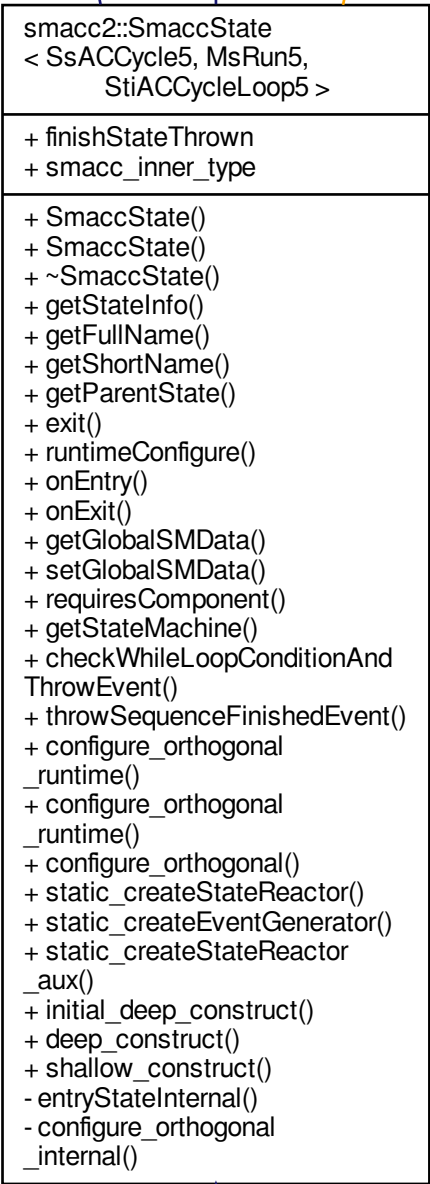 smacc2::SmaccState
< SsACCycle5, MsRun5,
StiACCycleLoop5 >
+ finishStateThrown
+ smacc_inner_type
+ SmaccState()
+ SmaccState()
+ ~SmaccState()
+ getStateInfo()
+ getFullName()
+ getShortName()
+ getParentState()
+ exit()
+ runtimeConfigure()
+ onEntry()
+ onExit()
+ getGlobalSMData()
+ setGlobalSMData()
+ requiresComponent()
+ getStateMachine()
+ checkWhileLoopConditionAnd
ThrowEvent()
+ throwSequenceFinishedEvent()
+ configure_orthogonal
_runtime()
+ configure_orthogonal
_runtime()
+ configure_orthogonal()
+ static_createStateReactor()
+ static_createEventGenerator()
+ static_createStateReactor
_aux()
+ initial_deep_construct()
+ deep_construct()
+ shallow_construct()
- entryStateInternal()
- configure_orthogonal
_internal()